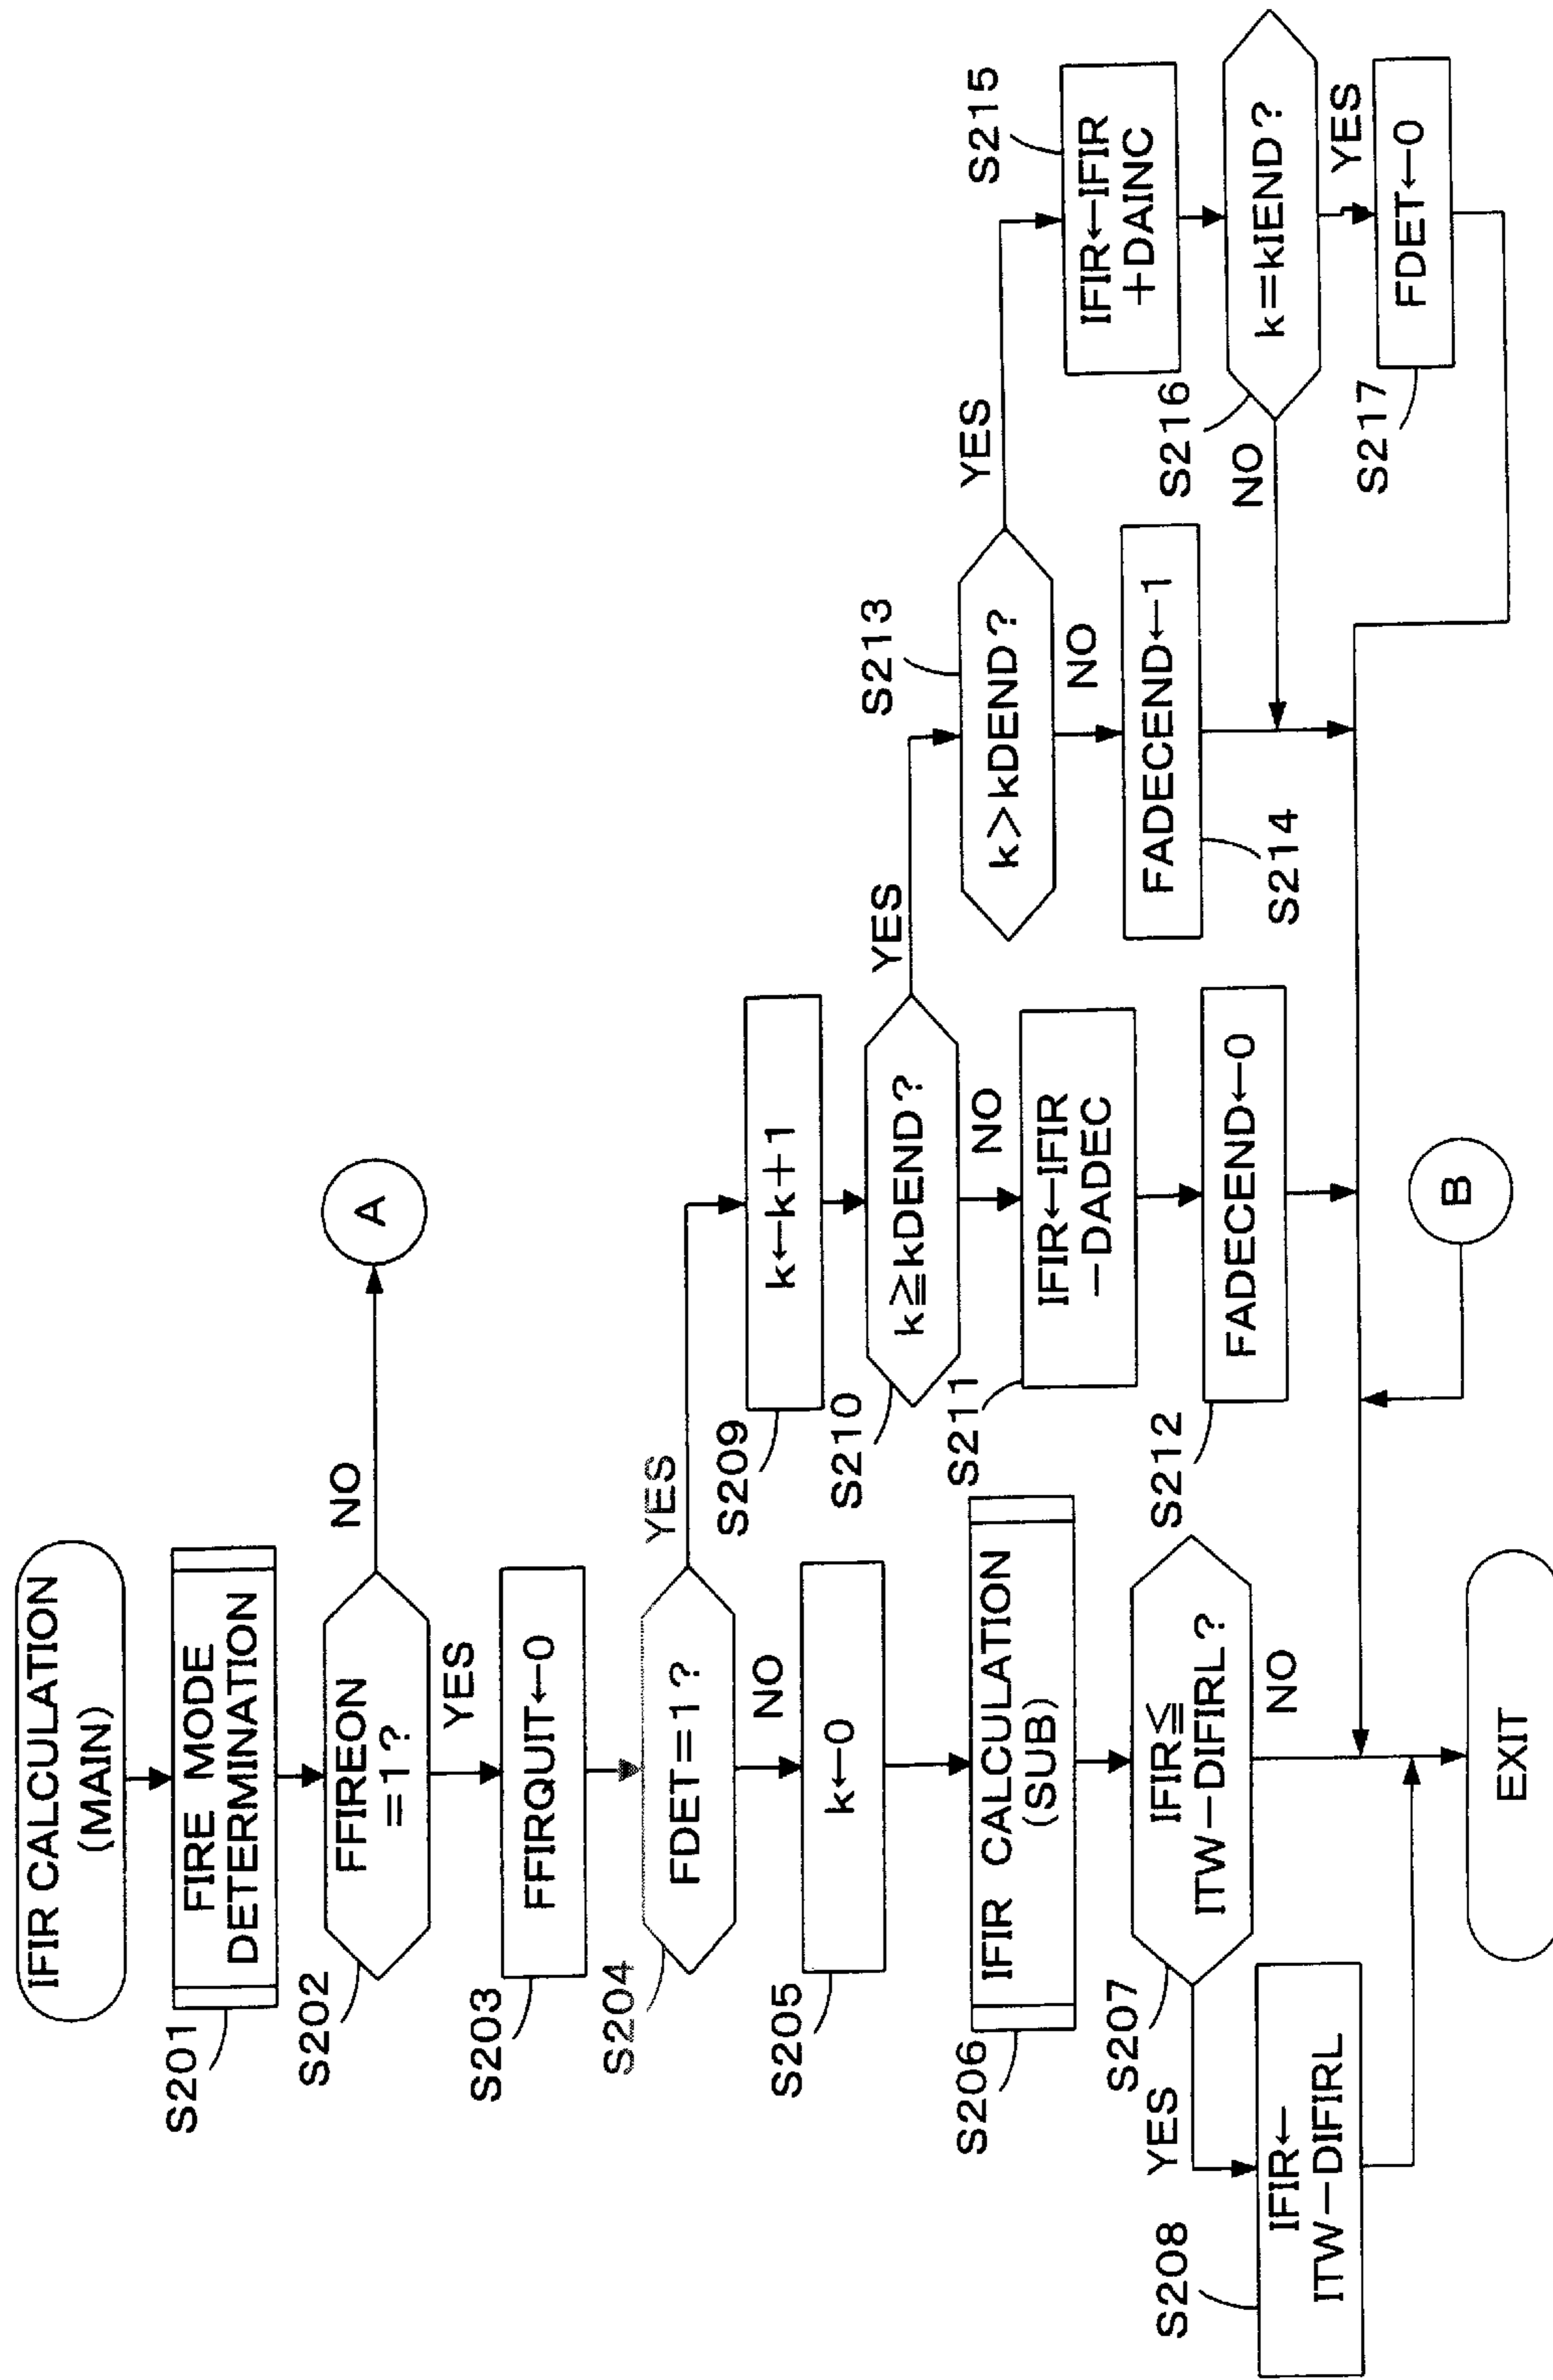 IFIR CALCULATION
(MAIN)
S201
FIRE MODE
DETERMINATION
S202
FFIREON
=1?
NO
A
YES
S203
FFIRQUIT←0
S204
FDET=1?
YES
NO
S205
k←0
S206
IFIR CALCULATION
(SUB)
S207
IFIR≦
ITW-DIFIRL?
YES
NO
S208
IFIR←
ITW-DIFIRL
S209
k←k+1
S210
k≧kDEND?
YES
NO
S211
IFIR←IFIR
-DADEC
S212
FADECEND←0
S213
k>kDEND?
YES
NO
S214
FADECEND←1
S215
IFIR←IFIR
+DAINC
S216
k=kIEND?
NO
YES
S217
FDET←0
B
EXIT